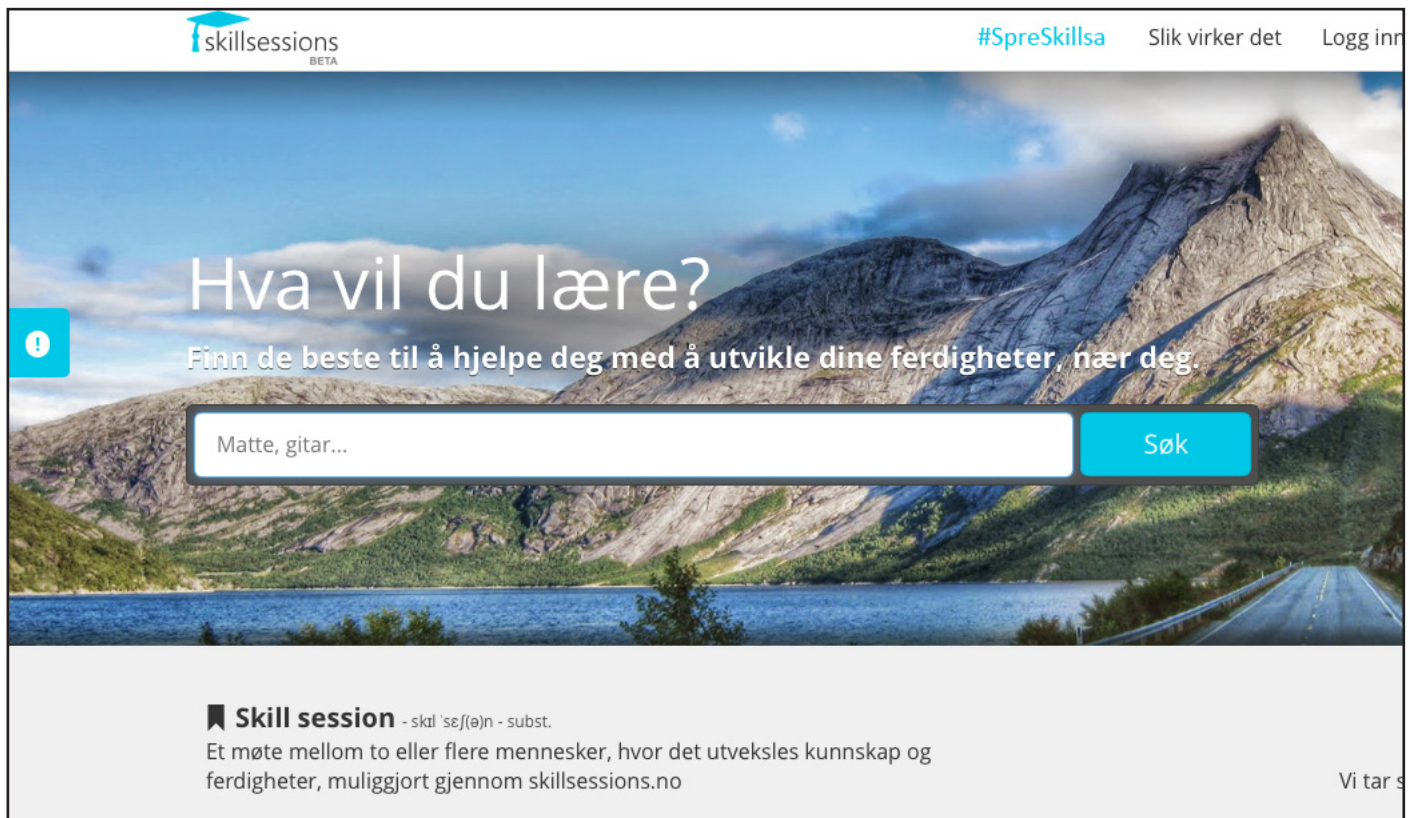 skillsessions
BETA
#SpreSkillsa Slik virker det Logg inn
Hva vil du lære?
Finn de beste til å hjelpe deg med å utvikle dine ferdigheter, nær deg.
Matte, gitar... Søk
Skill session - skɪl ˈsɛʃ(ə)n - subst.
Et møte mellom to eller flere mennesker, hvor det utveksles kunnskap og
ferdigheter, muliggjort gjennom skillsessions.no
Vi tar s